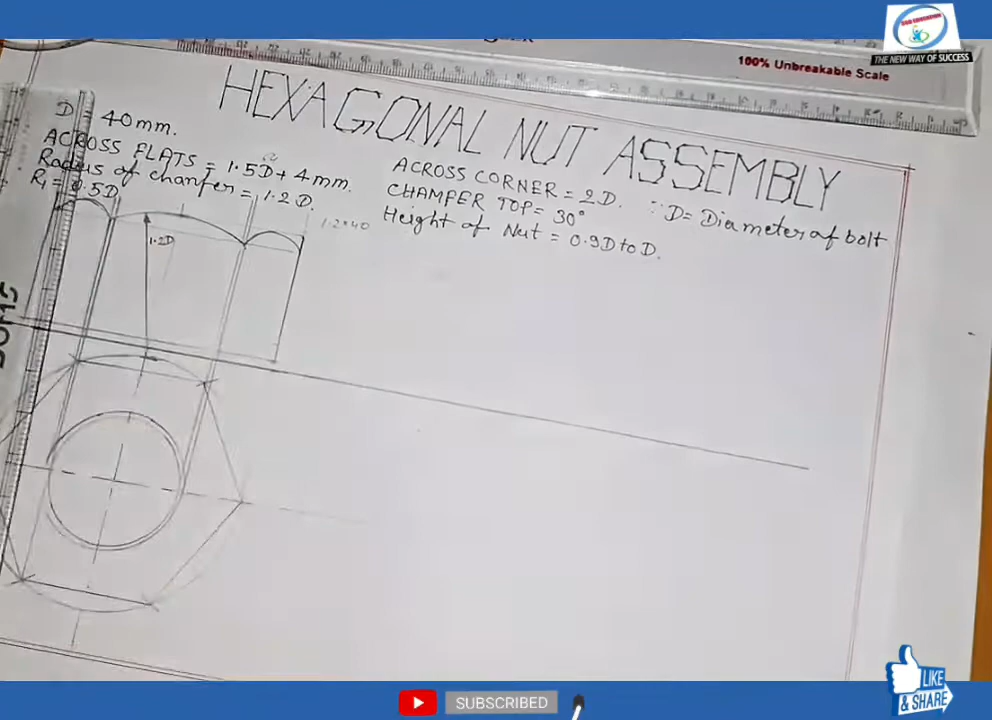 OUR EDUCATION
THE NEW WAY OF SUCCESS
100% Unbreakable Scale
HEXAGONAL NUT ASSEMBLY
D = 40mm.
ACROSS FLATS = 1.5D + 4mm.
Radius of chamfer = 1.2D.
R1 = 0.5D
ACROSS CORNER = 2D. ∵ D = Diameter of bolt
CHAMFER TOP = 30°
Height of Nut = 0.9D to D.
1.2×40
1.2D
LIKE
& SHARE
SUBSCRIBED